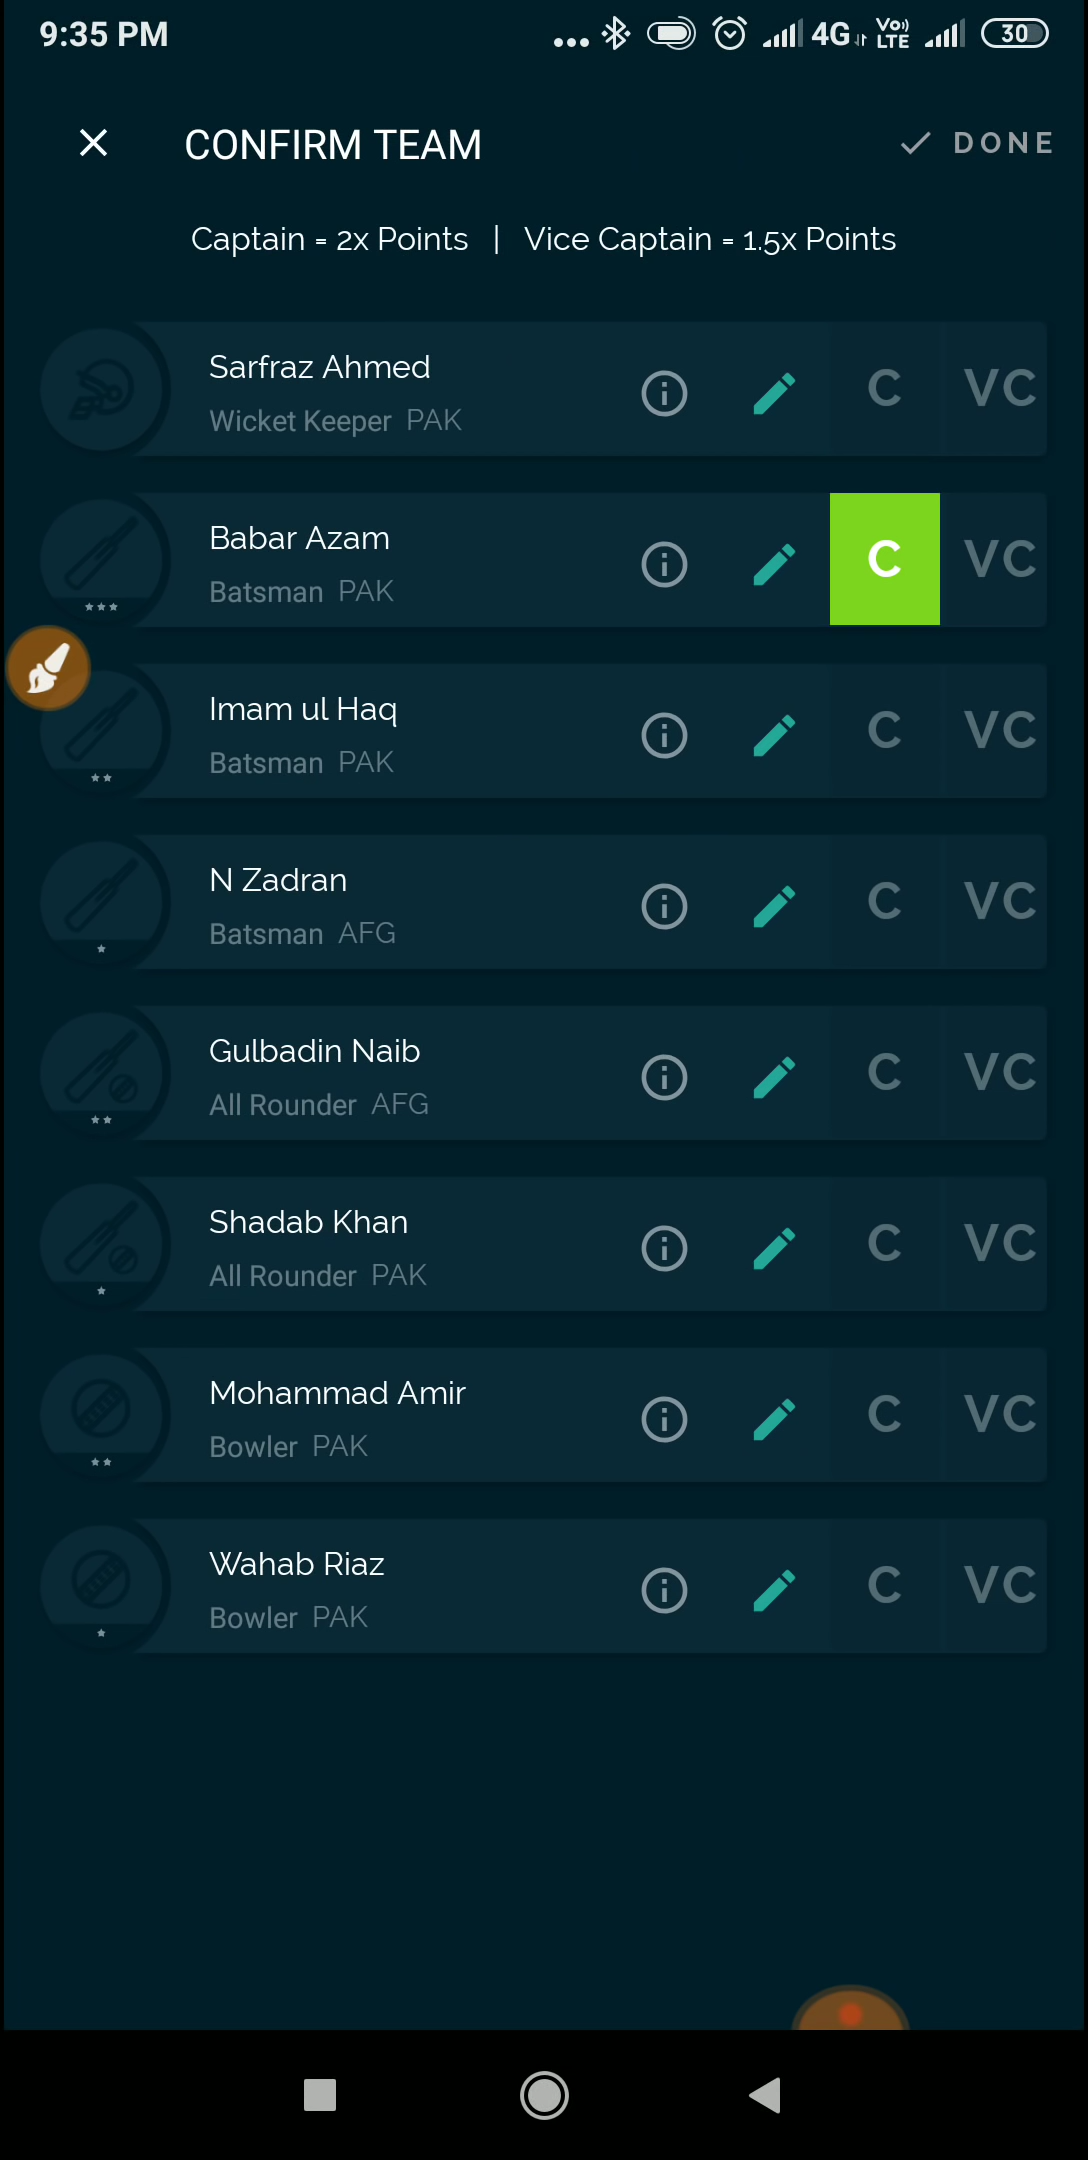 9:35 PM 4G Vo) LTE 30
CONFIRM TEAM DONE
Captain = 2x Points | Vice Captain = 1.5x Points
Sarfraz Ahmed
Wicket Keeper PAK
C VC
Babar Azam
Batsman PAK
C VC
Imam ul Haq
Batsman PAK
C VC
N Zadran
Batsman AFG
C VC
Gulbadin Naib
All Rounder AFG
C VC
Shadab Khan
All Rounder PAK
C VC
Mohammad Amir
Bowler PAK
C VC
Wahab Riaz
Bowler PAK
C VC